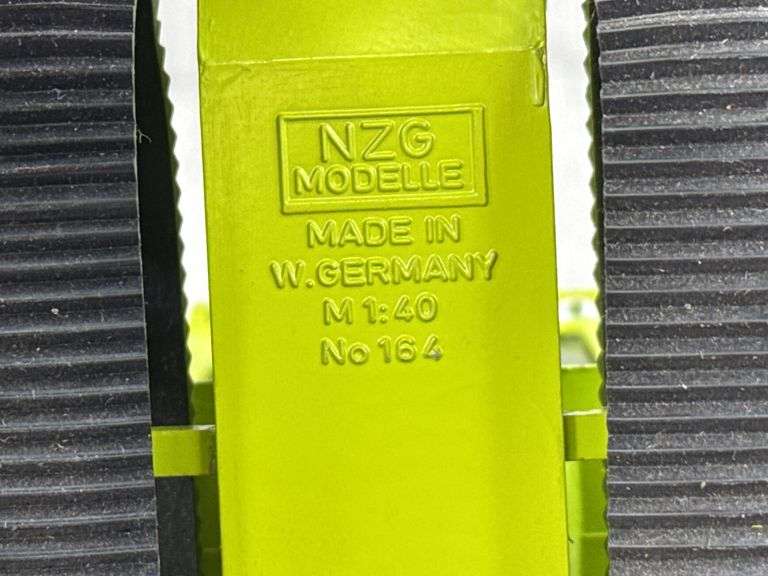 NZG
MODELLE
MADE IN
W.GERMANY
M 1:40
No 164